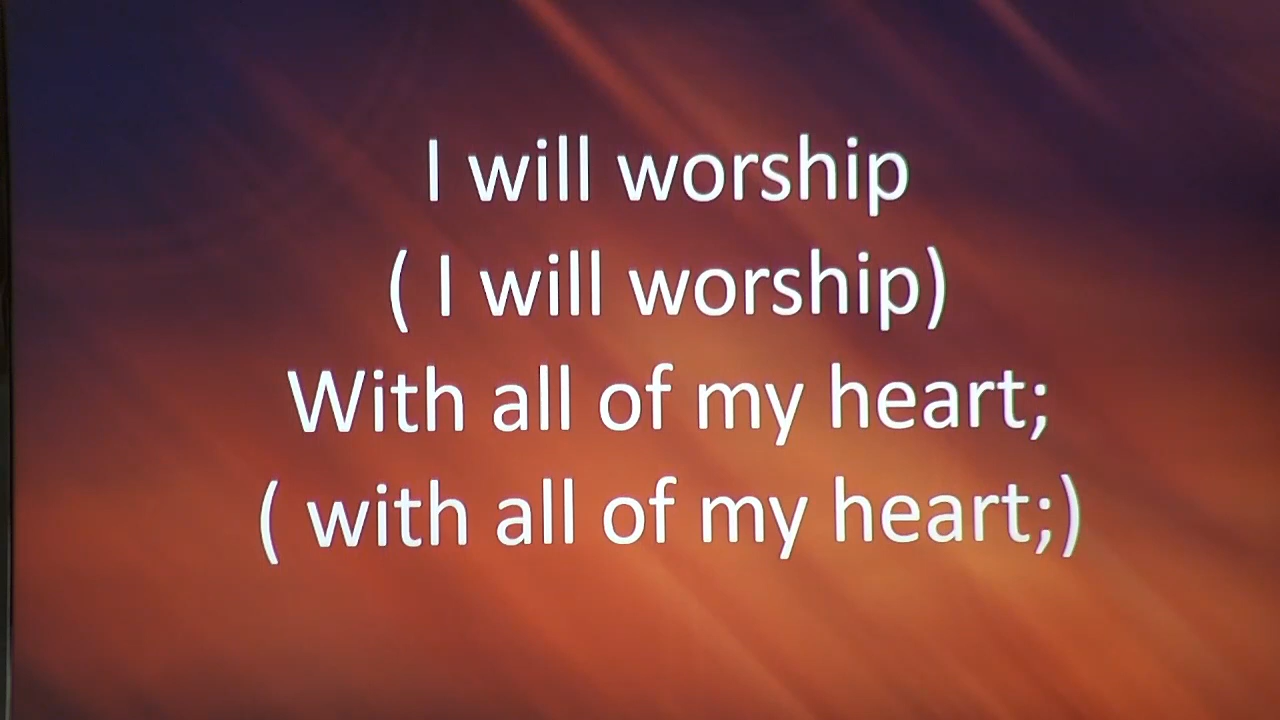 I will worship
( I will worship)
With all of my heart;
( with all of my heart;)